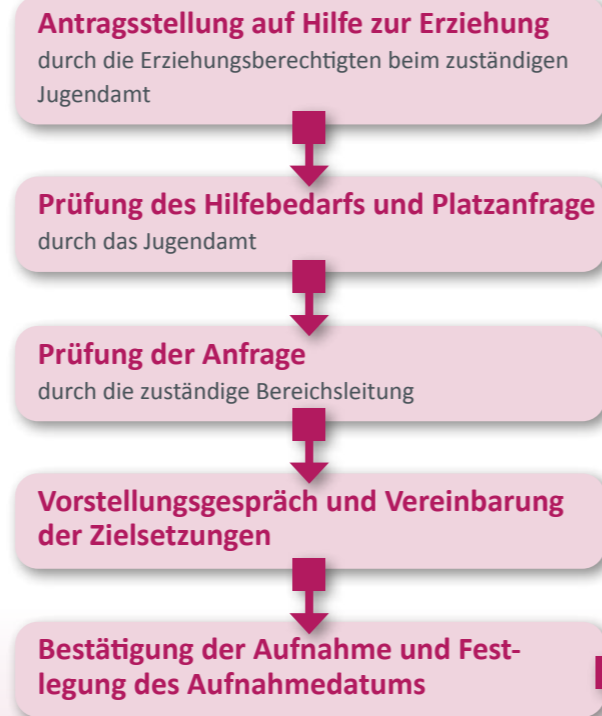 Antragsstellung auf Hilfe zur Erziehung
durch die Erziehungsberechtigten beim zuständigen
Jugendamt
Prüfung des Hilfebedarfs und Platzanfrage
durch das Jugendamt
Prüfung der Anfrage
durch die zuständige Bereichsleitung
Vorstellungsgespräch und Vereinbarung
der Zielsetzungen
Bestätigung der Aufnahme und Fest-
legung des Aufnahmedatums